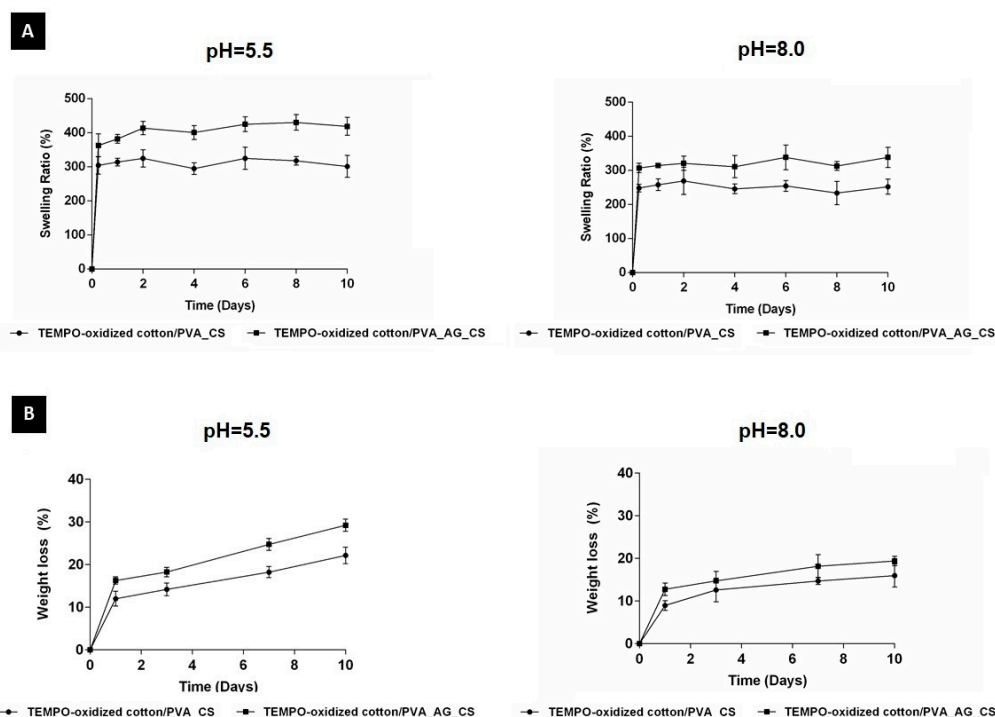 A
pH=5.5
pH=8.0
500
400
300
200
100
0
Swelling Ratio (%)
0 2 4 6 8 10
Time (Days)
500
400
300
200
100
0
Swelling Ratio (%)
0 2 4 6 8 10
Time (Days)
TEMPO-oxidized cotton/PVA_CS TEMPO-oxidized cotton/PVA_AG_CS
TEMPO-oxidized cotton/PVA_CS TEMPO-oxidized cotton/PVA_AG_CS
B
pH=5.5
pH=8.0
40
30
20
10
0
Weight loss (%)
0 2 4 6 8 10
Time (Days)
40
30
20
10
0
Weight loss (%)
0 2 4 6 8 10
Time (Days)
TEMPO-oxidized cotton/PVA_CS TEMPO-oxidized cotton/PVA_AG_CS
TEMPO-oxidized cotton/PVA_CS TEMPO-oxidized cotton/PVA_AG_CS